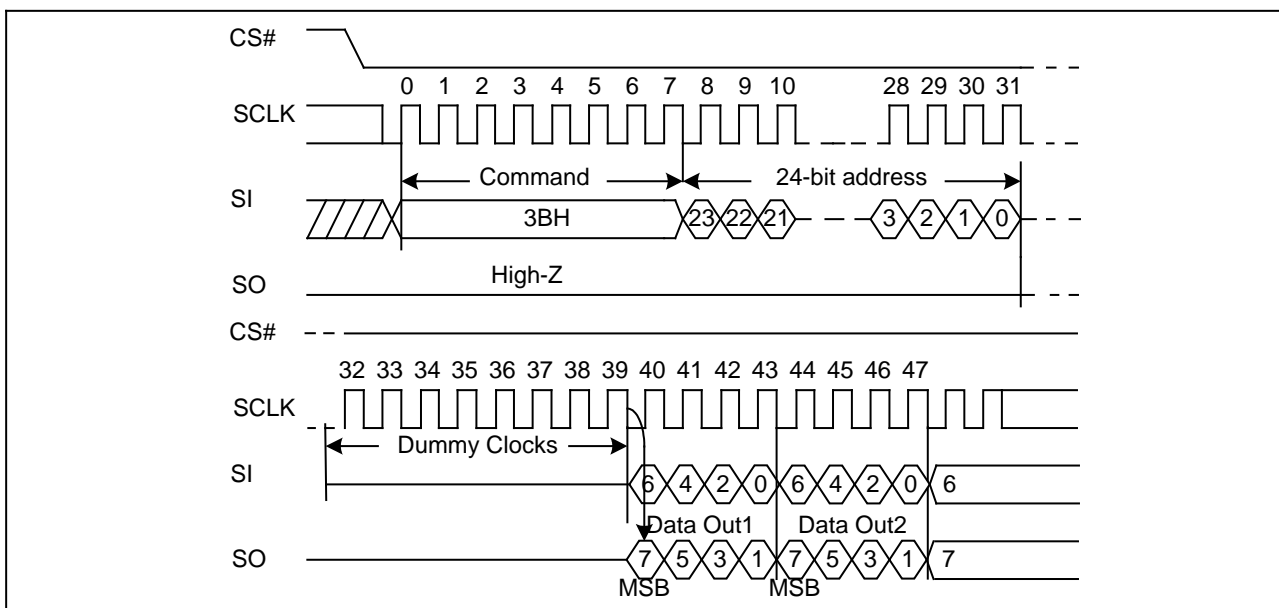 CS#
0 1 2 3 4 5 6 7 8 9 10 28 29 30 31
SCLK
Command 24-bit address
SI
3BH 23 22 21 3 2 1 0
High-Z
SO
CS#
32 33 34 35 36 37 38 39 40 41 42 43 44 45 46 47
SCLK
Dummy Clocks
SI
6 4 2 0 6 4 2 0 6
Data Out1 Data Out2
SO
7 5 3 1 7 5 3 1 7
MSB MSB